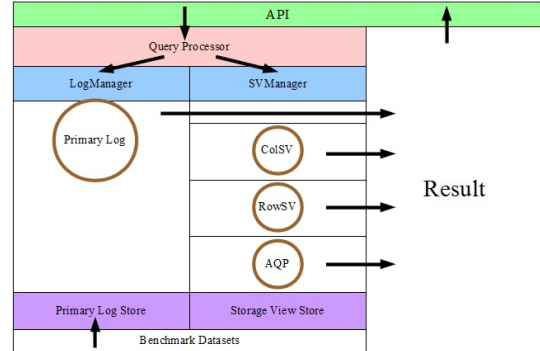 API
Query Processor
LogManager
SVManager
Primary Log
ColSV
Result
RowSV
AQP
Primary Log Store
Storage View Store
Benchmark Datasets